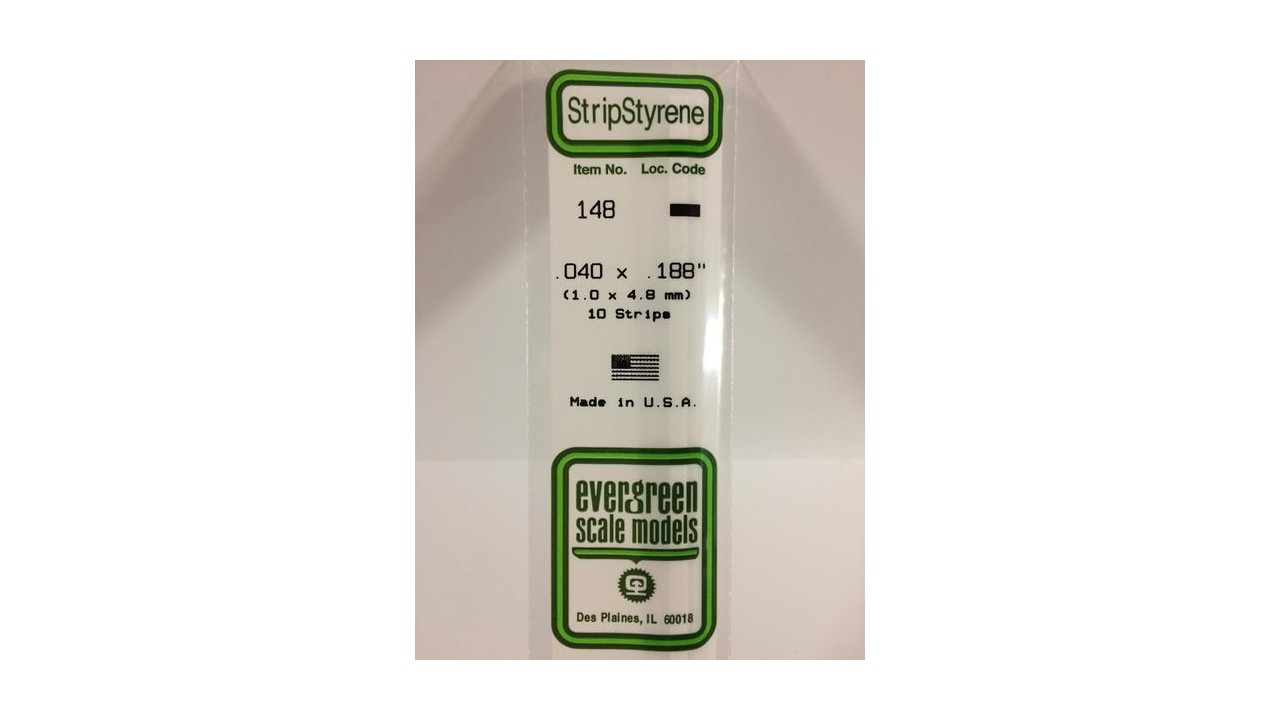 StripStyrene
Item No. Loc. Code
148
.040 x .188"
(1.0 x 4.8 mm)
10 Strips
Made in U.S.A.
evergreen
scale models
Des Plaines, IL 60018